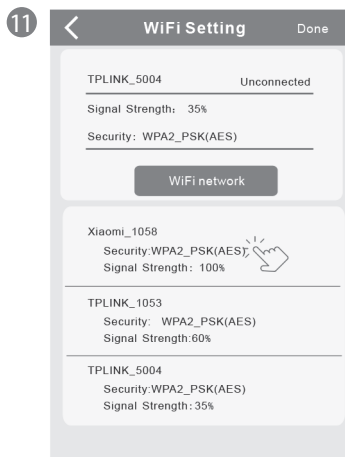 11
WiFi Setting Done
TPLINK_5004 Unconnected
Signal Strength: 35%
Security: WPA2_PSK(AES)
WiFi network
Xiaomi_1058
Security:WPA2_PSK(AES)
Signal Strength: 100%
TPLINK_1053
Security: WPA2_PSK(AES)
Signal Strength:60%
TPLINK_5004
Security:WPA2_PSK(AES)
Signal Strength:35%